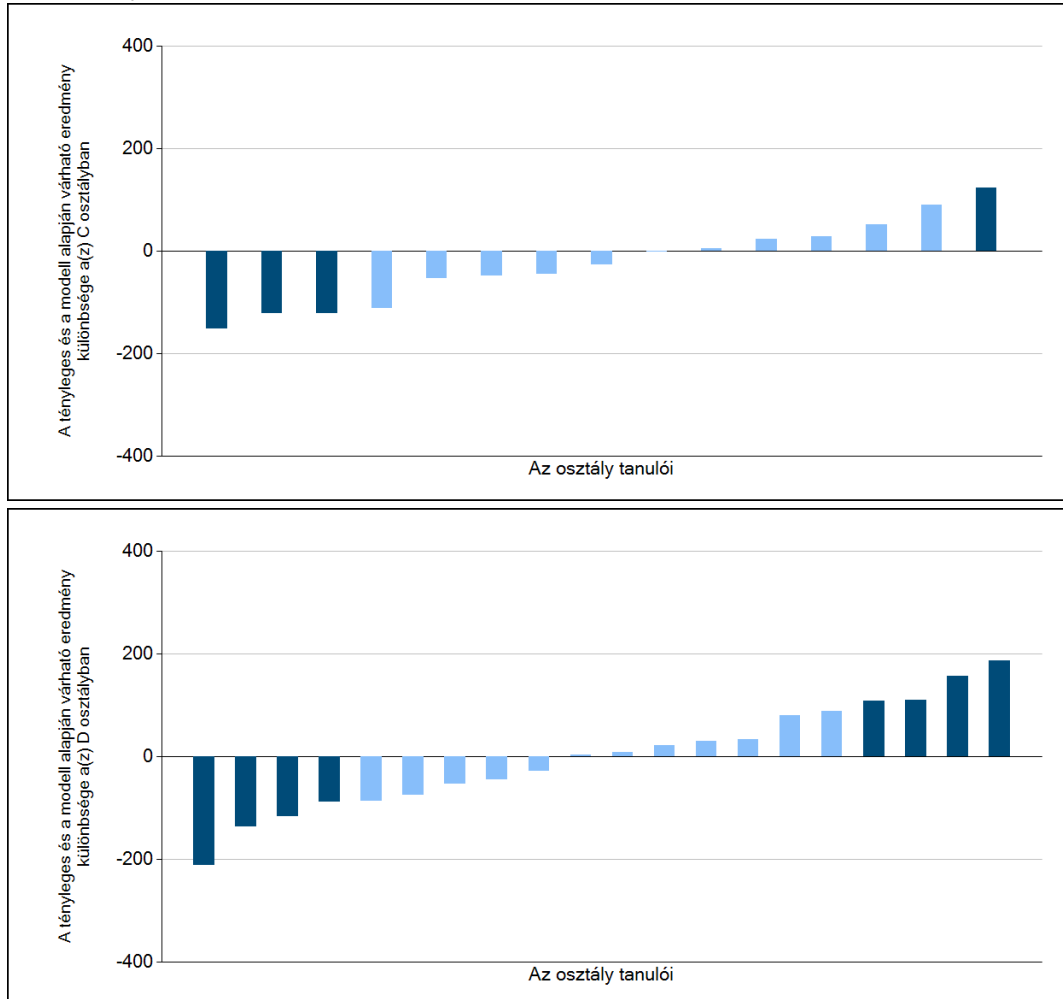 A tényleges és a modell alapján várható eredmény
különbsége a(z) C osztályban
400
200
0
-200
-400
Az osztály tanulói
A tényleges és a modell alapján várható eredmény
különbsége a(z) D osztályban
400
200
0
-200
-400
Az osztály tanulói